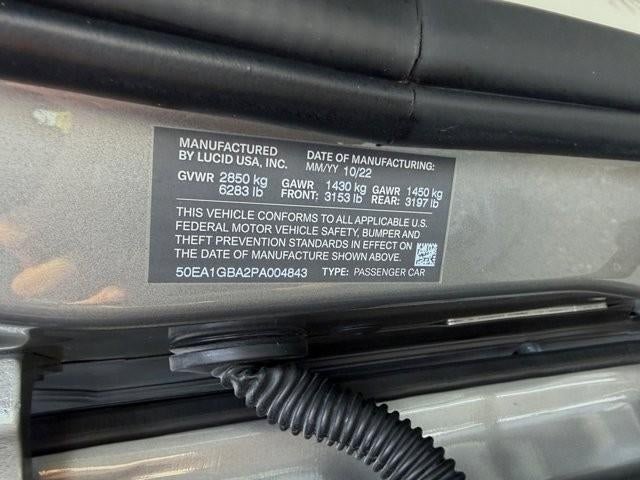 MANUFACTURED BY LUCID USA, INC.
DATE OF MANUFACTURING: MM/YY 10/22
GVWR 2850 kg 6283 lb
GAWR FRONT: 1430 kg 3153 lb
GAWR REAR: 1450 kg 3197 lb
THIS VEHICLE CONFORMS TO ALL APPLICABLE U.S.
FEDERAL MOTOR VEHICLE SAFETY, BUMPER AND
THEFT PREVENTION STANDARDS IN EFFECT ON
THE DATE OF MANUFACTURE SHOWN ABOVE.
50EA1GBA2PA004843 TYPE: PASSENGER CAR